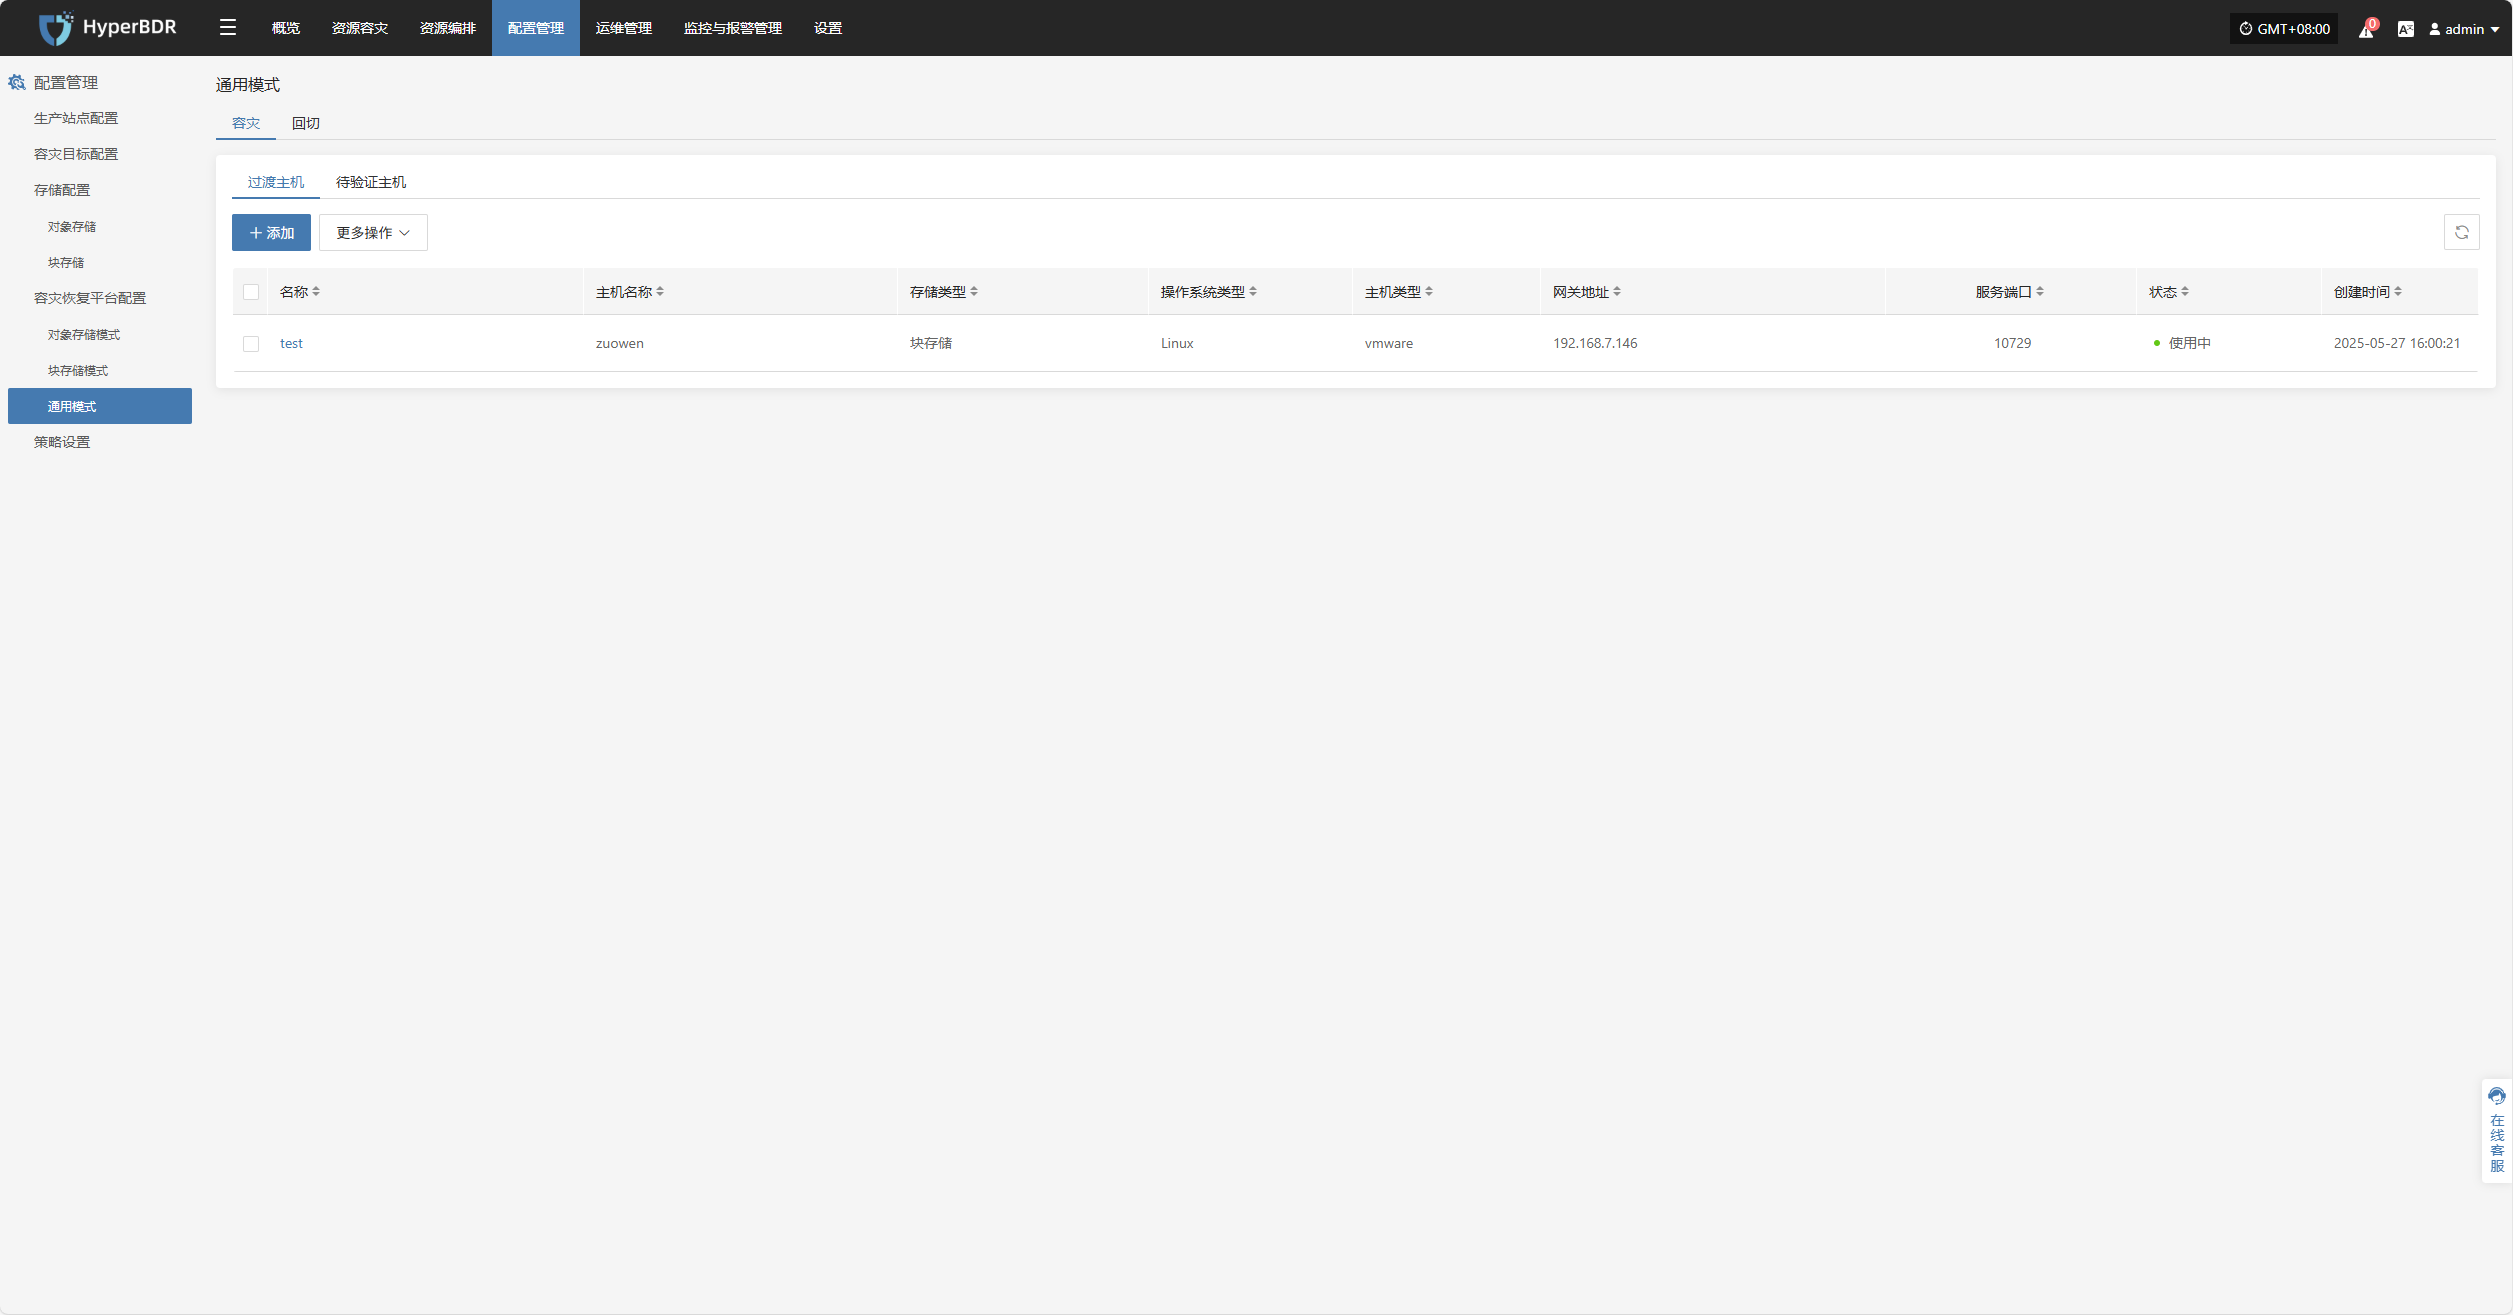 HyperBDR
概览 资源容灾 资源编排 配置管理 运维管理 监控与报警管理 设置
GMT+08:00 0 admin
配置管理
生产站点配置
容灾目标配置
存储配置
对象存储
块存储
容灾恢复平台配置
对象存储模式
块存储模式
通用模式
策略设置
通用模式
容灾 回切
过渡主机 待验证主机
添加 更多操作
名称 主机名称 存储类型 操作系统类型 主机类型 网关地址 服务端口 状态 创建时间
test zuowen 块存储 Linux vmware 192.168.7.146 10729 使用中 2025-05-27 16:00:21
在线客服